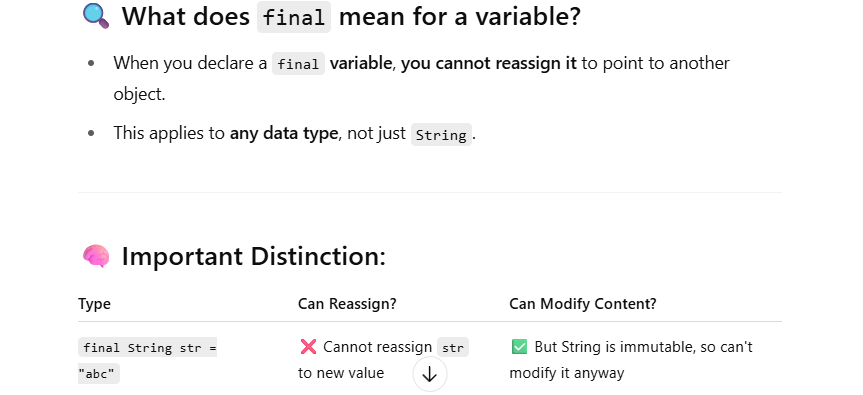 🔍 What does final mean for a variable?
• When you declare a final variable, you cannot reassign it to point to another
object.
• This applies to any data type, not just String.
🧠 Important Distinction:
Type Can Reassign? Can Modify Content?
final String str = ❌ Cannot reassign str ✅ But String is immutable, so can't
"abc" to new value modify it anyway